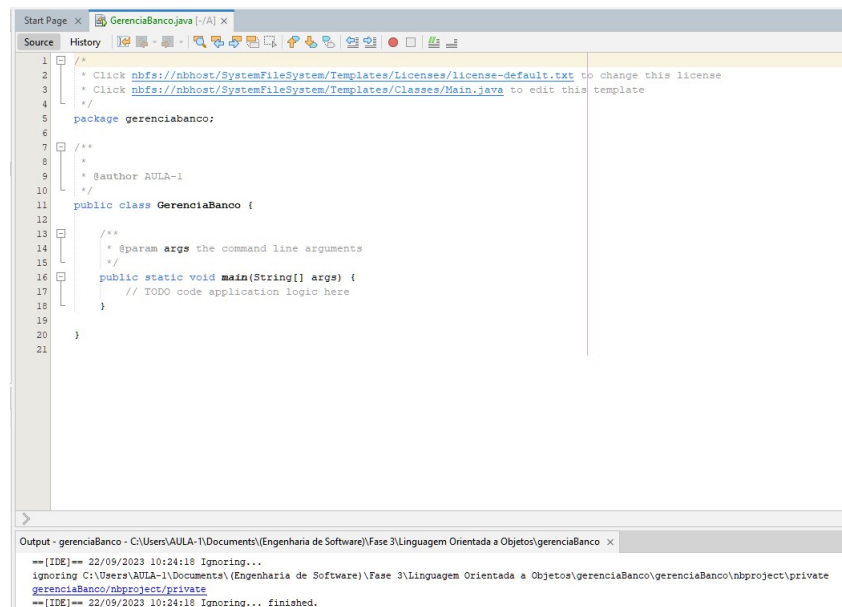 Start Page × GerenciaBanco.java [-/A] ×
Source History
1 /*
2  * Click nbfs://nbhost/SystemFileSystem/Templates/Licenses/license-default.txt to change this license
3  * Click nbfs://nbhost/SystemFileSystem/Templates/Classes/Main.java to edit this template
4  */
5 package gerenciabanco;
6
7 /**
8  *
9  * @author AULA-1
10  */
11 public class GerenciaBanco {
12
13     /**
14      * @param args the command line arguments
15      */
16     public static void main(String[] args) {
17         // TODO code application logic here
18     }
19
20 }
21
Output - gerenciaBanco - C:\Users\AULA-1\Documents\(Engenharia de Software)\Fase 3\Linguagem Orientada a Objetos\gerenciaBanco ×
==[IDE]== 22/09/2023 10:24:18 Ignoring...
ignoring C:\Users\AULA-1\Documents\(Engenharia de Software)\Fase 3\Linguagem Orientada a Objetos\gerenciaBanco\gerenciaBanco\nbproject\private
gerenciaBanco/nbproject/private
==[IDE]== 22/09/2023 10:24:18 Ignoring... finished.